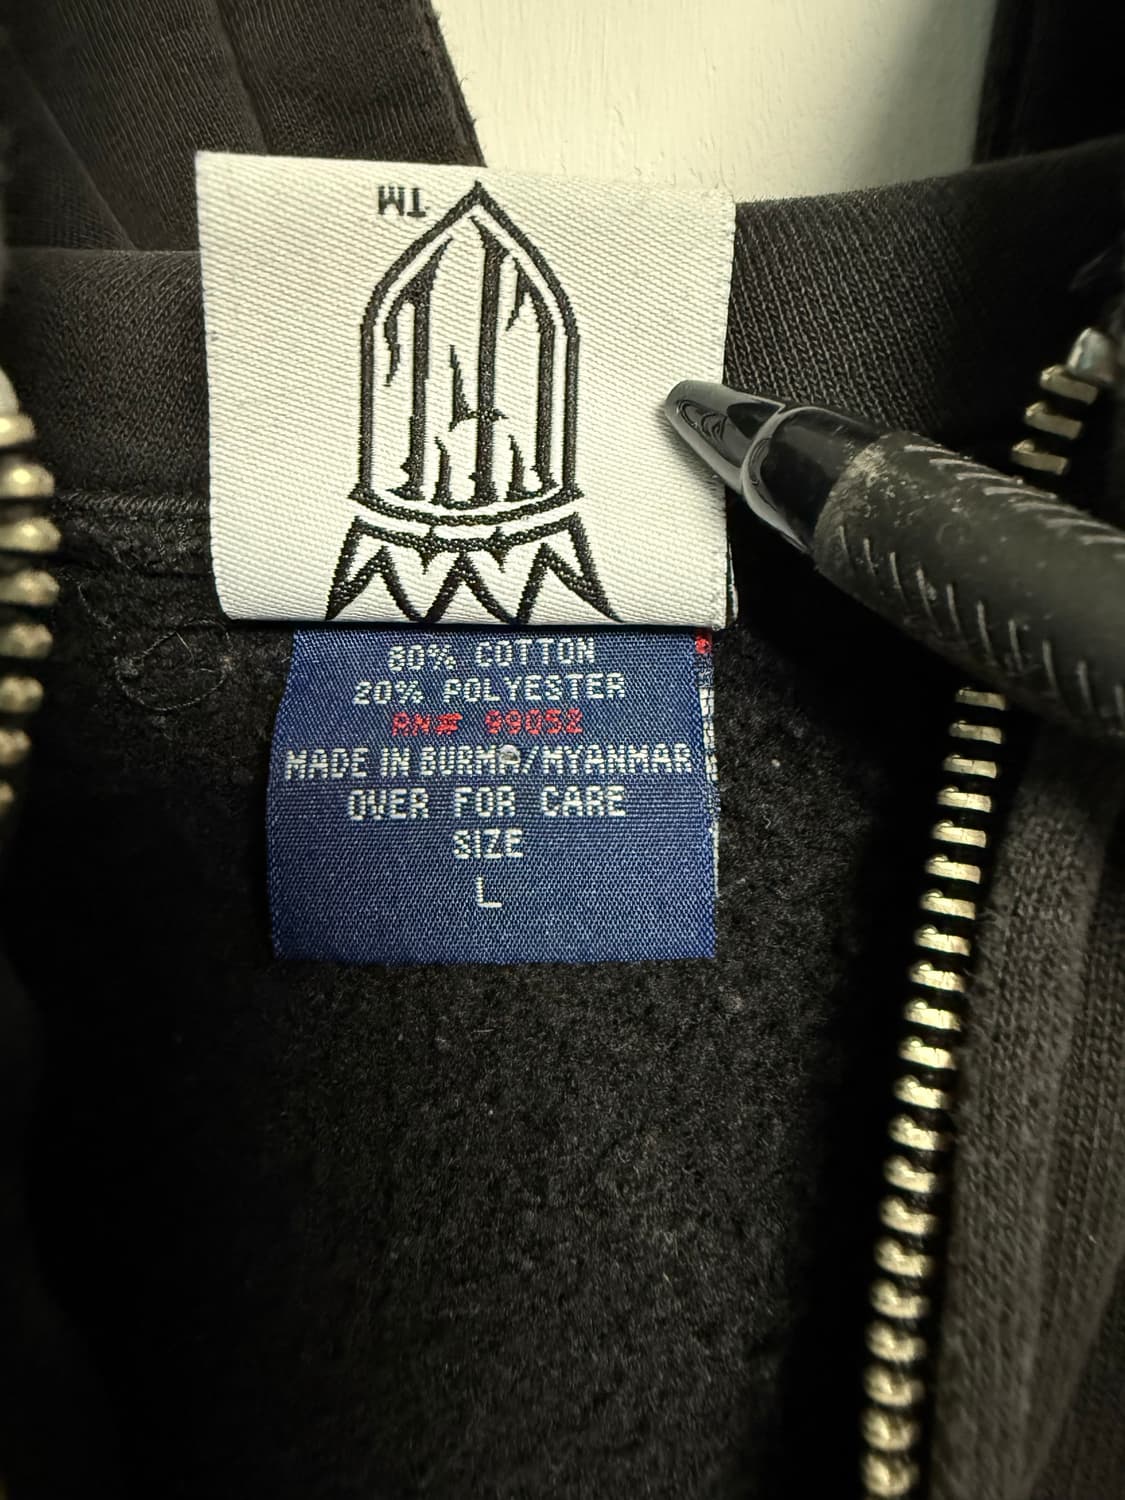 TM
80% COTTON
20% POLYESTER
RN# 99052
MADE IN BURMA/MYANMAR
OVER FOR CARE
SIZE
L